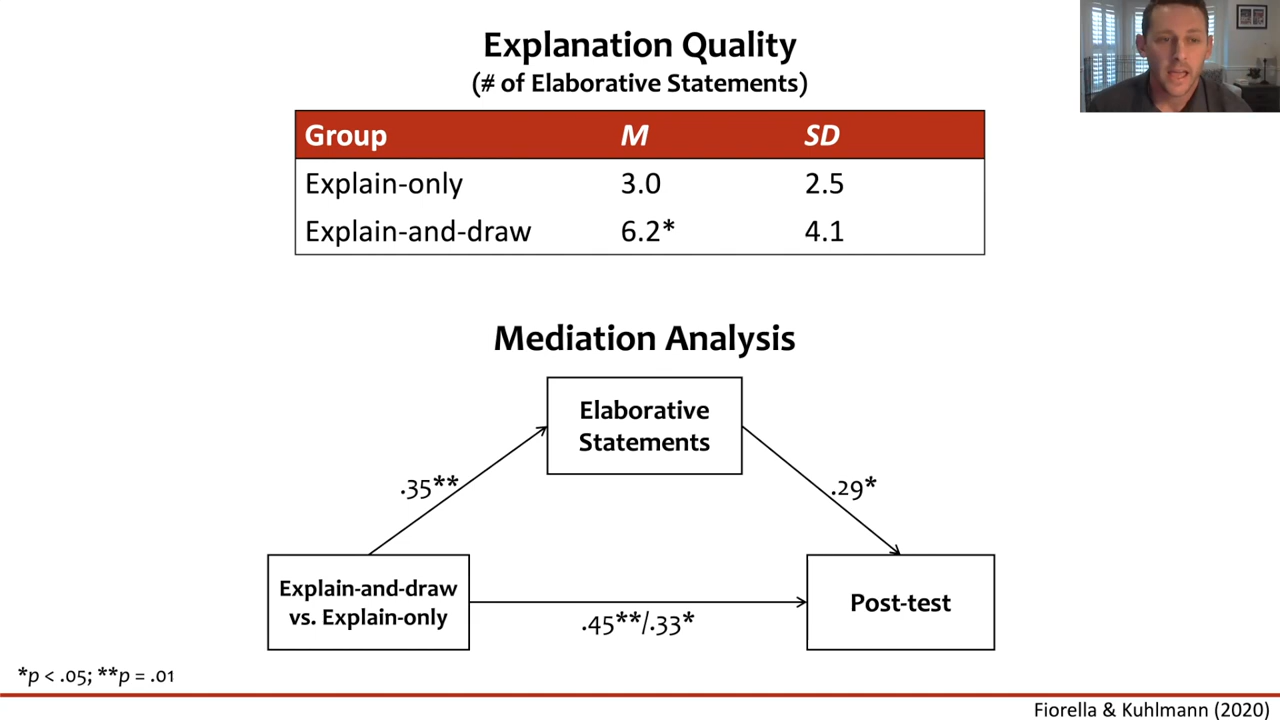 Explanation Quality
(# of Elaborative Statements)
Group M SD
Explain-only 3.0 2.5
Explain-and-draw 6.2* 4.1
Mediation Analysis
Elaborative
Statements
.35** .29*
Explain-and-draw
vs. Explain-only
Post-test
.45**/.33*
*p < .05; **p = .01
Fiorella & Kuhlmann (2020)